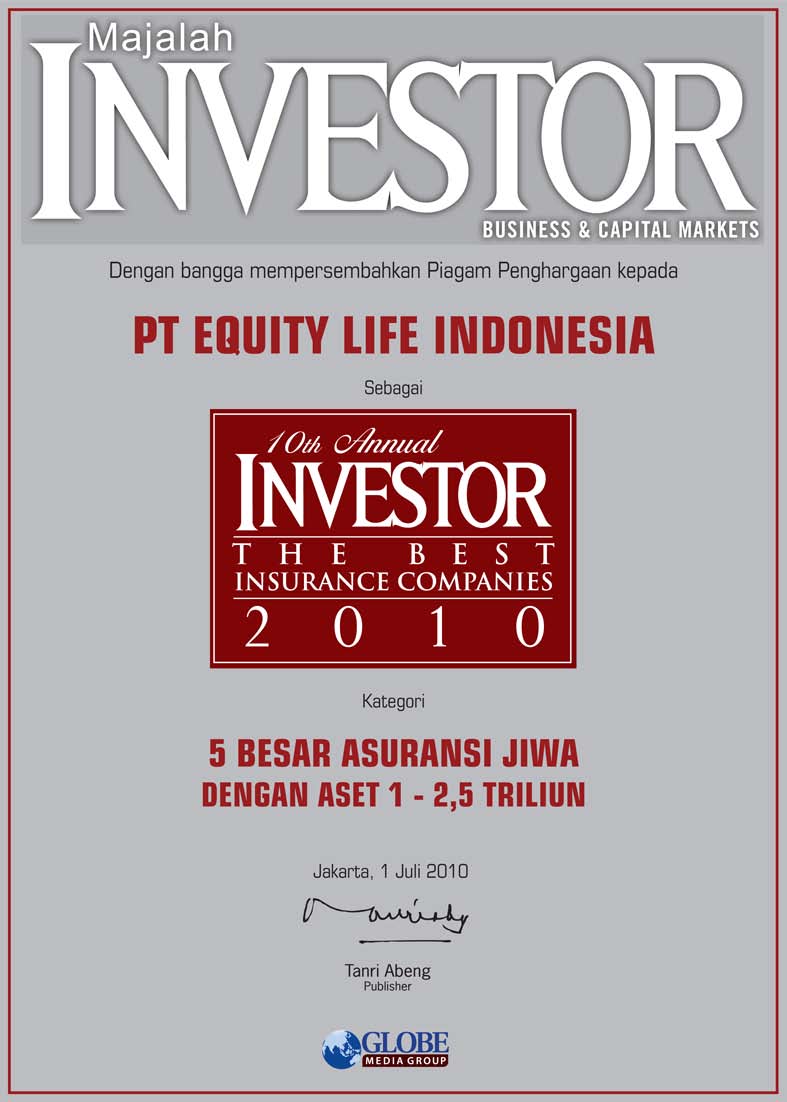 Majalah
INVESTOR
BUSINESS & CAPITAL MARKETS
Dengan bangga mempersembahkan Piagam Penghargaan kepada
PT EQUITY LIFE INDONESIA
Sebagai
10th Annual
INVESTOR
THE BEST
INSURANCE COMPANIES
2010
Kategori
5 BESAR ASURANSI JIWA
DENGAN ASET 1 - 2,5 TRILIUN
Jakarta, 1 Juli 2010
Tanri Abeng
Publisher
GLOBE
MEDIA GROUP